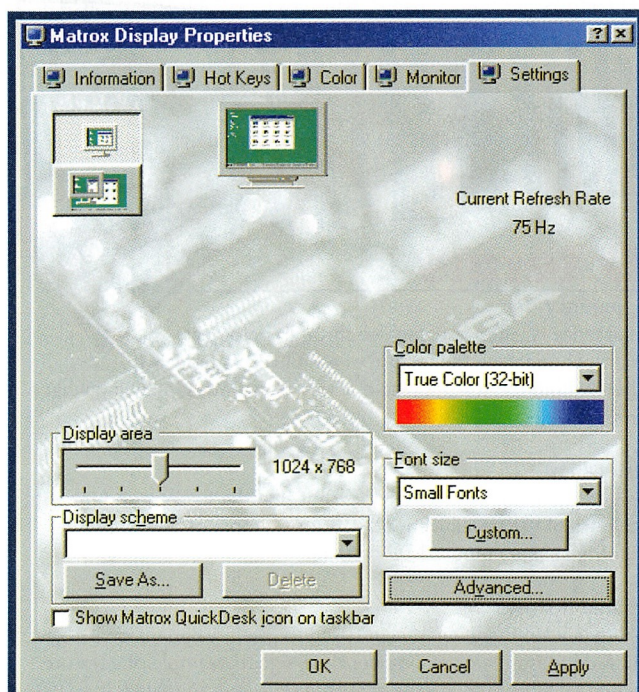 Matrox Display Properties
Information Hot Keys Color Monitor Settings
Current Refresh Rate
75 Hz
Color palette
True Color (32-bit)
Display area
1024 x 768
Font size
Small Fonts
Custom...
Display scheme
Save As... Delete
Advanced...
Show Matrox QuickDesk icon on taskbar
OK Cancel Apply